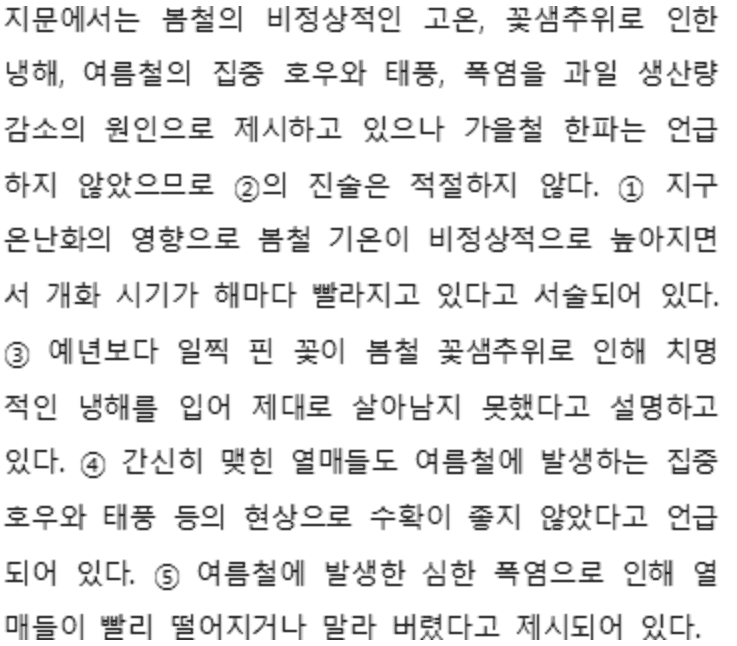 지문에서는 봄철의 비정상적인 고온, 꽃샘추위로 인한
냉해, 여름철의 집중 호우와 태풍, 폭염을 과일 생산량
감소의 원인으로 제시하고 있으나 가을철 한파는 언급
하지 않았으므로 ②의 진술은 적절하지 않다. ① 지구
온난화의 영향으로 봄철 기온이 비정상적으로 높아지면
서 개화 시기가 해마다 빨라지고 있다고 서술되어 있다.
③ 예년보다 일찍 핀 꽃이 봄철 꽃샘추위로 인해 치명
적인 냉해를 입어 제대로 살아남지 못했다고 설명하고
있다. ④ 간신히 맺힌 열매들도 여름철에 발생하는 집중
호우와 태풍 등의 현상으로 수확이 좋지 않았다고 언급
되어 있다. ⑤ 여름철에 발생한 심한 폭염으로 인해 열
매들이 빨리 떨어지거나 말라 버렸다고 제시되어 있다.